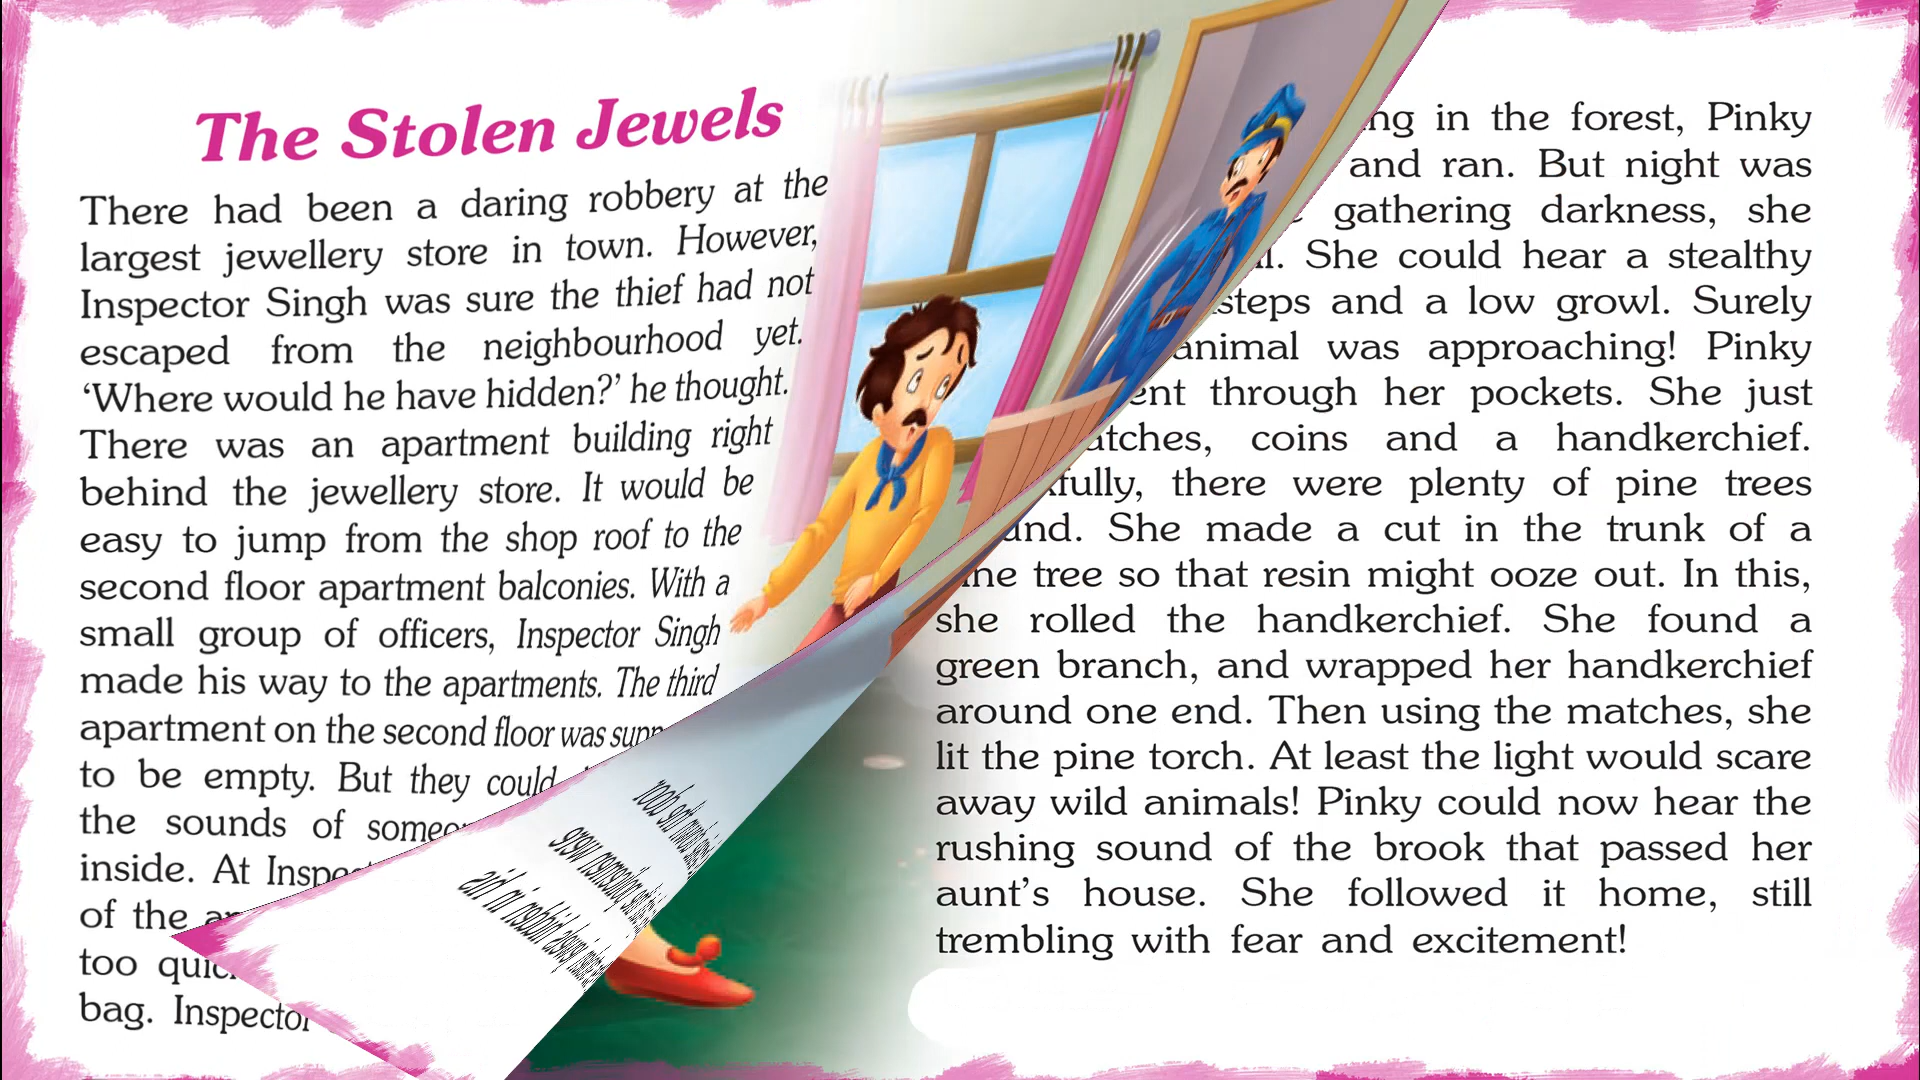 The Stolen Jewels
There had been a daring robbery at the
largest jewellery store in town. However,
Inspector Singh was sure the thief had not
escaped from the neighbourhood yet.
‘Where would he have hidden?’ he thought.
There was an apartment building right
behind the jewellery store. It would be
easy to jump from the shop roof to the
second floor apartment balconies. With a
small group of officers, Inspector Singh
made his way to the apartments. The third
apartment on the second floor was
to be empty. But they could
the sounds of
inside. At
of the
too
bag. Inspector
in the forest, Pinky
and ran. But night was
gathering darkness, she
She could hear a stealthy
and a low growl. Surely
animal was approaching! Pinky
through her pockets. She just
coins and a handkerchief.
there were plenty of pine trees
She made a cut in the trunk of a
tree so that resin might ooze out. In this,
she rolled the handkerchief. She found a
green branch, and wrapped her handkerchief
around one end. Then using the matches, she
lit the pine torch. At least the light would scare
away wild animals! Pinky could now hear the
rushing sound of the brook that passed her
aunt’s house. She followed it home, still
trembling with fear and excitement!